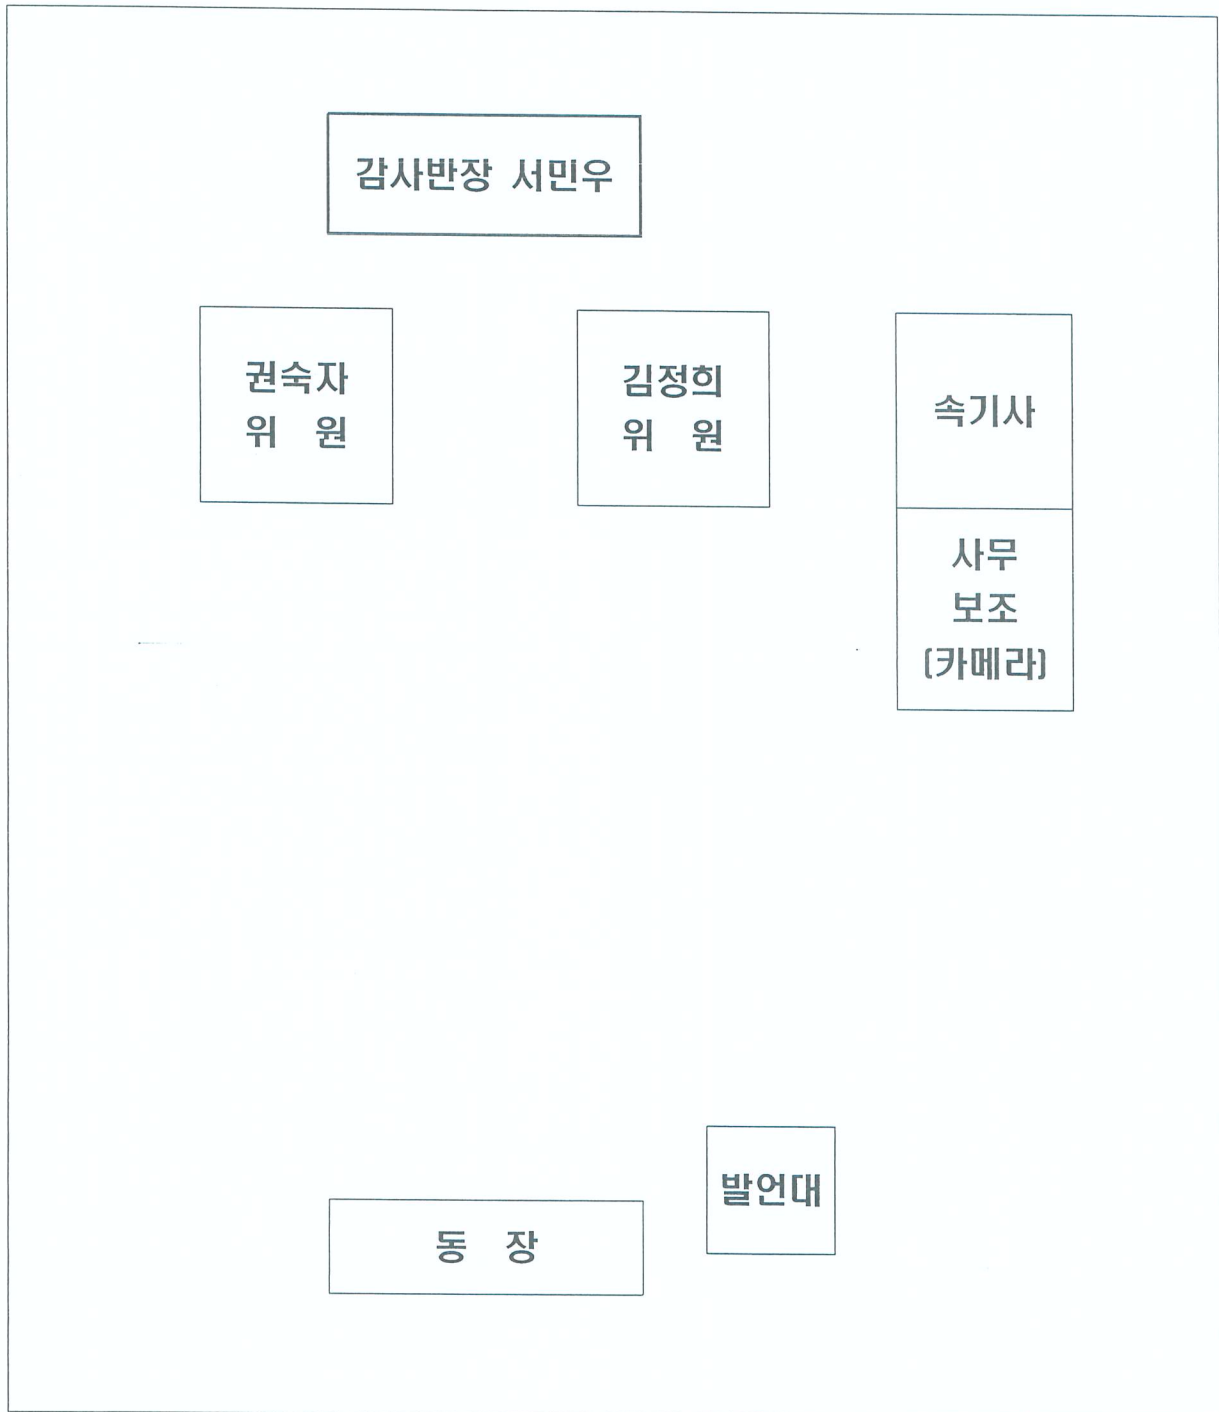 감사반장 서민우
권숙자
위 원
김정희
위 원
속기사
사무
보조
(카메라)
발언대
동 장